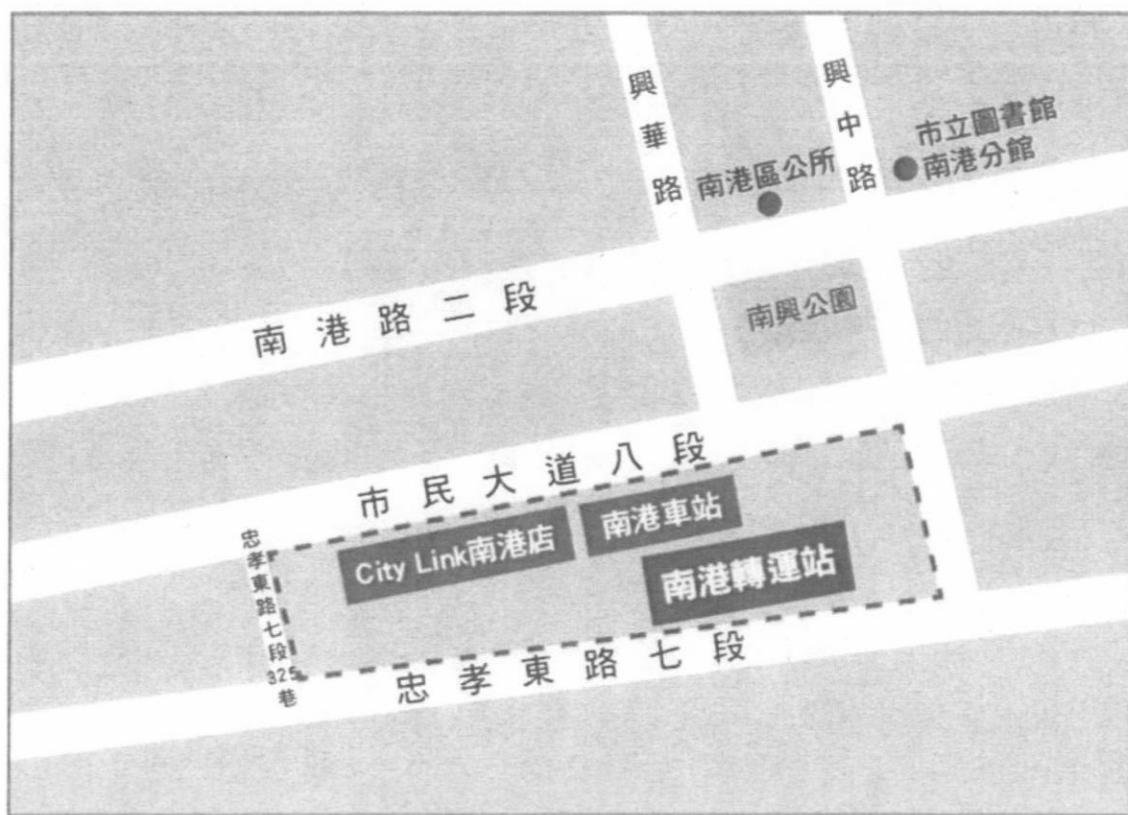 興華路
興中路
市立圖書館
南港分館
南港區公所
南港路二段
南興公園
市民大道八段
南港車站
City Link南港店
南港轉運站
忠孝東路七段325巷
忠孝東路七段